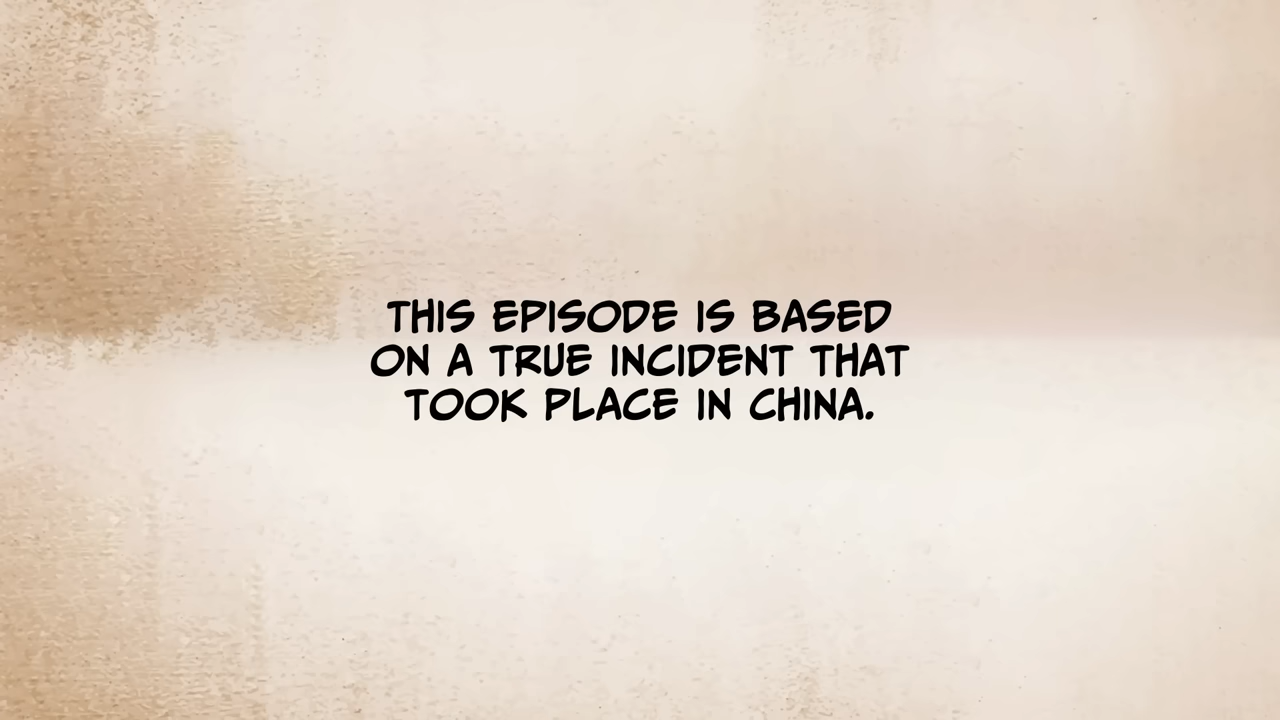 THIS EPISODE IS BASED
ON A TRUE INCIDENT THAT
TOOK PLACE IN CHINA.